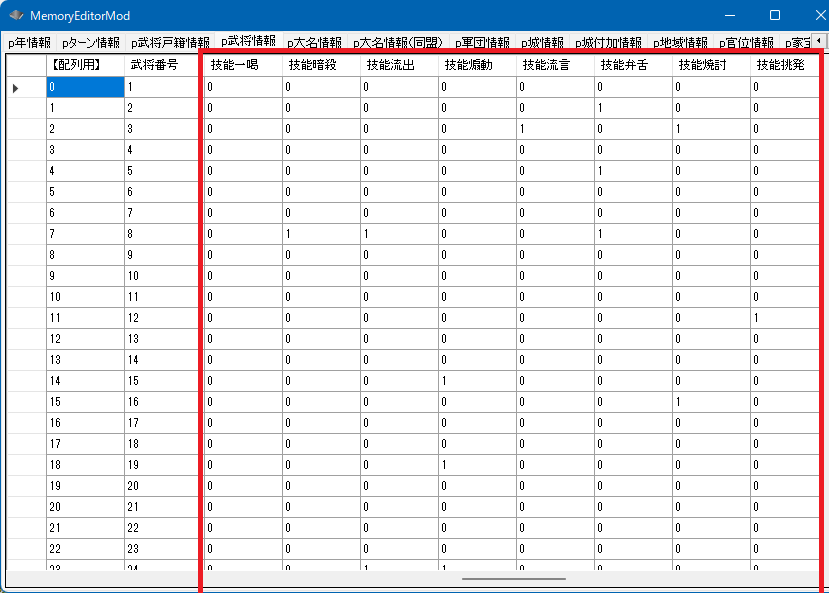 MemoryEditorMod
p年情報 pターン情報 p武将戸籍情報 p武将情報 p大名情報 p大名情報(同盟) p軍団情報 p城情報 p城付加情報 p地域情報 p官位情報 p家宝
【配列用】 武将番号 技能一喝 技能暗殺 技能流出 技能煽動 技能流言 技能弁舌 技能焼討 技能挑発
0 1 0 0 0 0 0 0 0 0
1 2 0 0 0 0 0 1 0 0
2 3 0 0 0 0 1 0 1 0
3 4 0 0 0 0 0 0 0 0
4 5 0 0 0 0 0 1 0 0
5 6 0 0 0 0 0 0 0 0
6 7 0 0 0 0 0 0 0 0
7 8 0 1 1 0 0 1 0 0
8 9 0 0 0 0 0 0 0 0
9 10 0 0 0 0 0 0 0 0
10 11 0 0 0 0 0 0 0 0
11 12 0 0 0 0 0 0 0 1
12 13 0 0 0 0 0 0 0 0
13 14 0 0 0 0 0 0 0 0
14 15 0 0 0 1 0 0 0 0
15 16 0 0 0 0 0 0 1 0
16 17 0 0 0 0 0 0 0 0
17 18 0 0 0 0 0 0 0 0
18 19 0 0 0 1 0 0 0 0
19 20 0 0 0 0 0 0 0 0
20 21 0 0 0 0 0 0 0 0
21 22 0 0 0 0 0 0 0 0
22 23 0 0 0 0 0 0 0 0
23 24 0 0 1 1 0 0 0 0